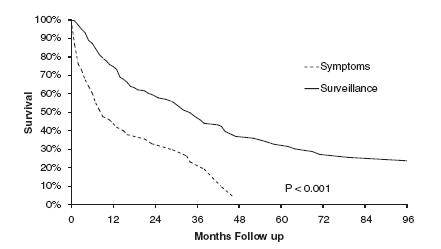 100%
90%
80%
70%
60%
50%
40%
30%
20%
10%
0%
Survival
Symptoms
Surveillance
P < 0.001
0 12 24 36 48 60 72 84 96
Months Follow up